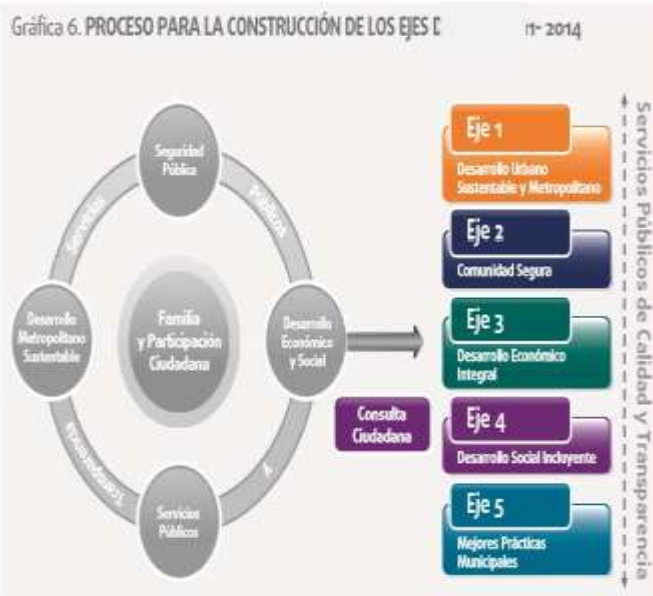 Gráfica 6. PROCESO PARA LA CONSTRUCCIÓN DE LOS EJES D 2014
Seguridad
Pública
Servicios
Públicos
Desarrollo
Metropolitano
Sustentable
Familia
y Participación
Ciudadana
Desarrollo
Económico
y Social
Transparencia
y
Servicios
Públicos
Consulta
Ciudadana
Eje 1
Desarrollo Urbano
Sustentable y Metropolitano
Eje 2
Comunidad Segura
Eje 3
Desarrollo Económico
Integral
Eje 4
Desarrollo Social Incluyente
Eje 5
Mejores Prácticas
Municipales
Servicios Públicos de Calidad y Transparencia